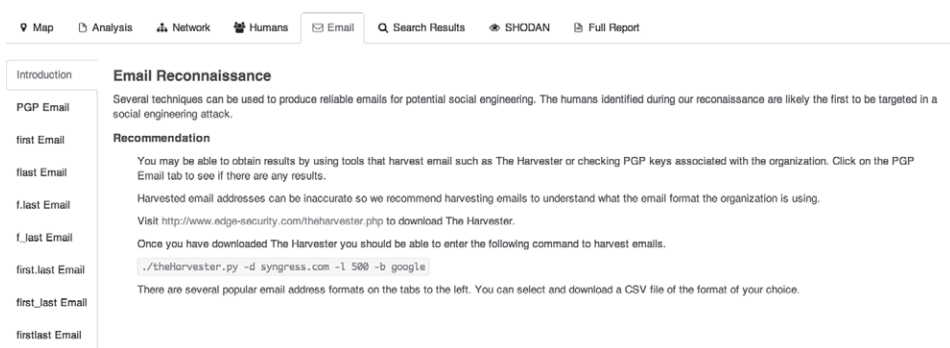 Map Analysis Network Humans Email Search Results SHODAN Full Report
Introduction
PGP Email
first Email
flast Email
f.last Email
f_last Email
first.last Email
first_last Email
firstlast Email
Email Reconnaissance
Several techniques can be used to produce reliable emails for potential social engineering. The humans identified during our reconaissance are likely the first to be targeted in a
social engineering attack.
Recommendation
You may be able to obtain results by using tools that harvest email such as The Harvester or checking PGP keys associated with the organization. Click on the PGP
Email tab to see if there are any results.
Harvested email addresses can be inaccurate so we recommend harvesting emails to understand what the email format the organization is using.
Visit http://www.edge-security.com/theharvester.php to download The Harvester.
Once you have downloaded The Harvester you should be able to enter the following command to harvest emails.
./theHarvester.py -d syngress.com -l 500 -b google
There are several popular email address formats on the tabs to the left. You can select and download a CSV file of the format of your choice.